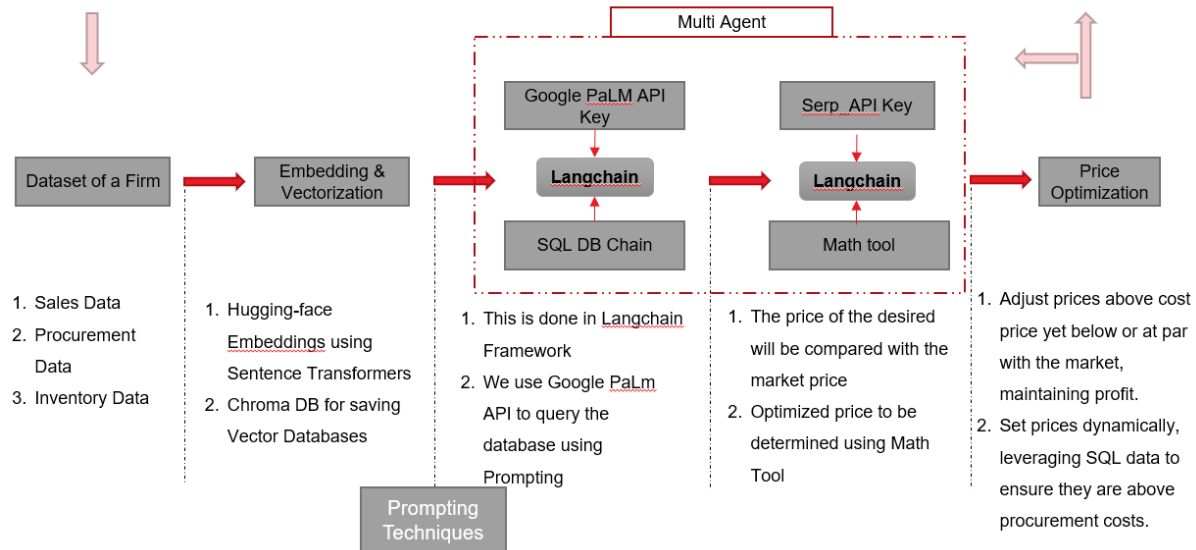 Multi Agent
Google PaLM API
Key
Serp_API Key
Dataset of a Firm
Embedding &
Vectorization
Langchain
Langchain
Price
Optimization
SQL DB Chain
Math tool
1. Sales Data
2. Procurement
Data
3. Inventory Data
1. Hugging-face
Embeddings using
Sentence Transformers
2. Chroma DB for saving
Vector Databases
1. This is done in Langchain
Framework
2. We use Google PaLm
API to query the
database using
Prompting
1. The price of the desired
will be compared with the
market price
2. Optimized price to be
determined using Math
Tool
1. Adjust prices above cost
price yet below or at par
with the market,
maintaining profit.
2. Set prices dynamically,
leveraging SQL data to
ensure they are above
procurement costs.
Prompting
Techniques